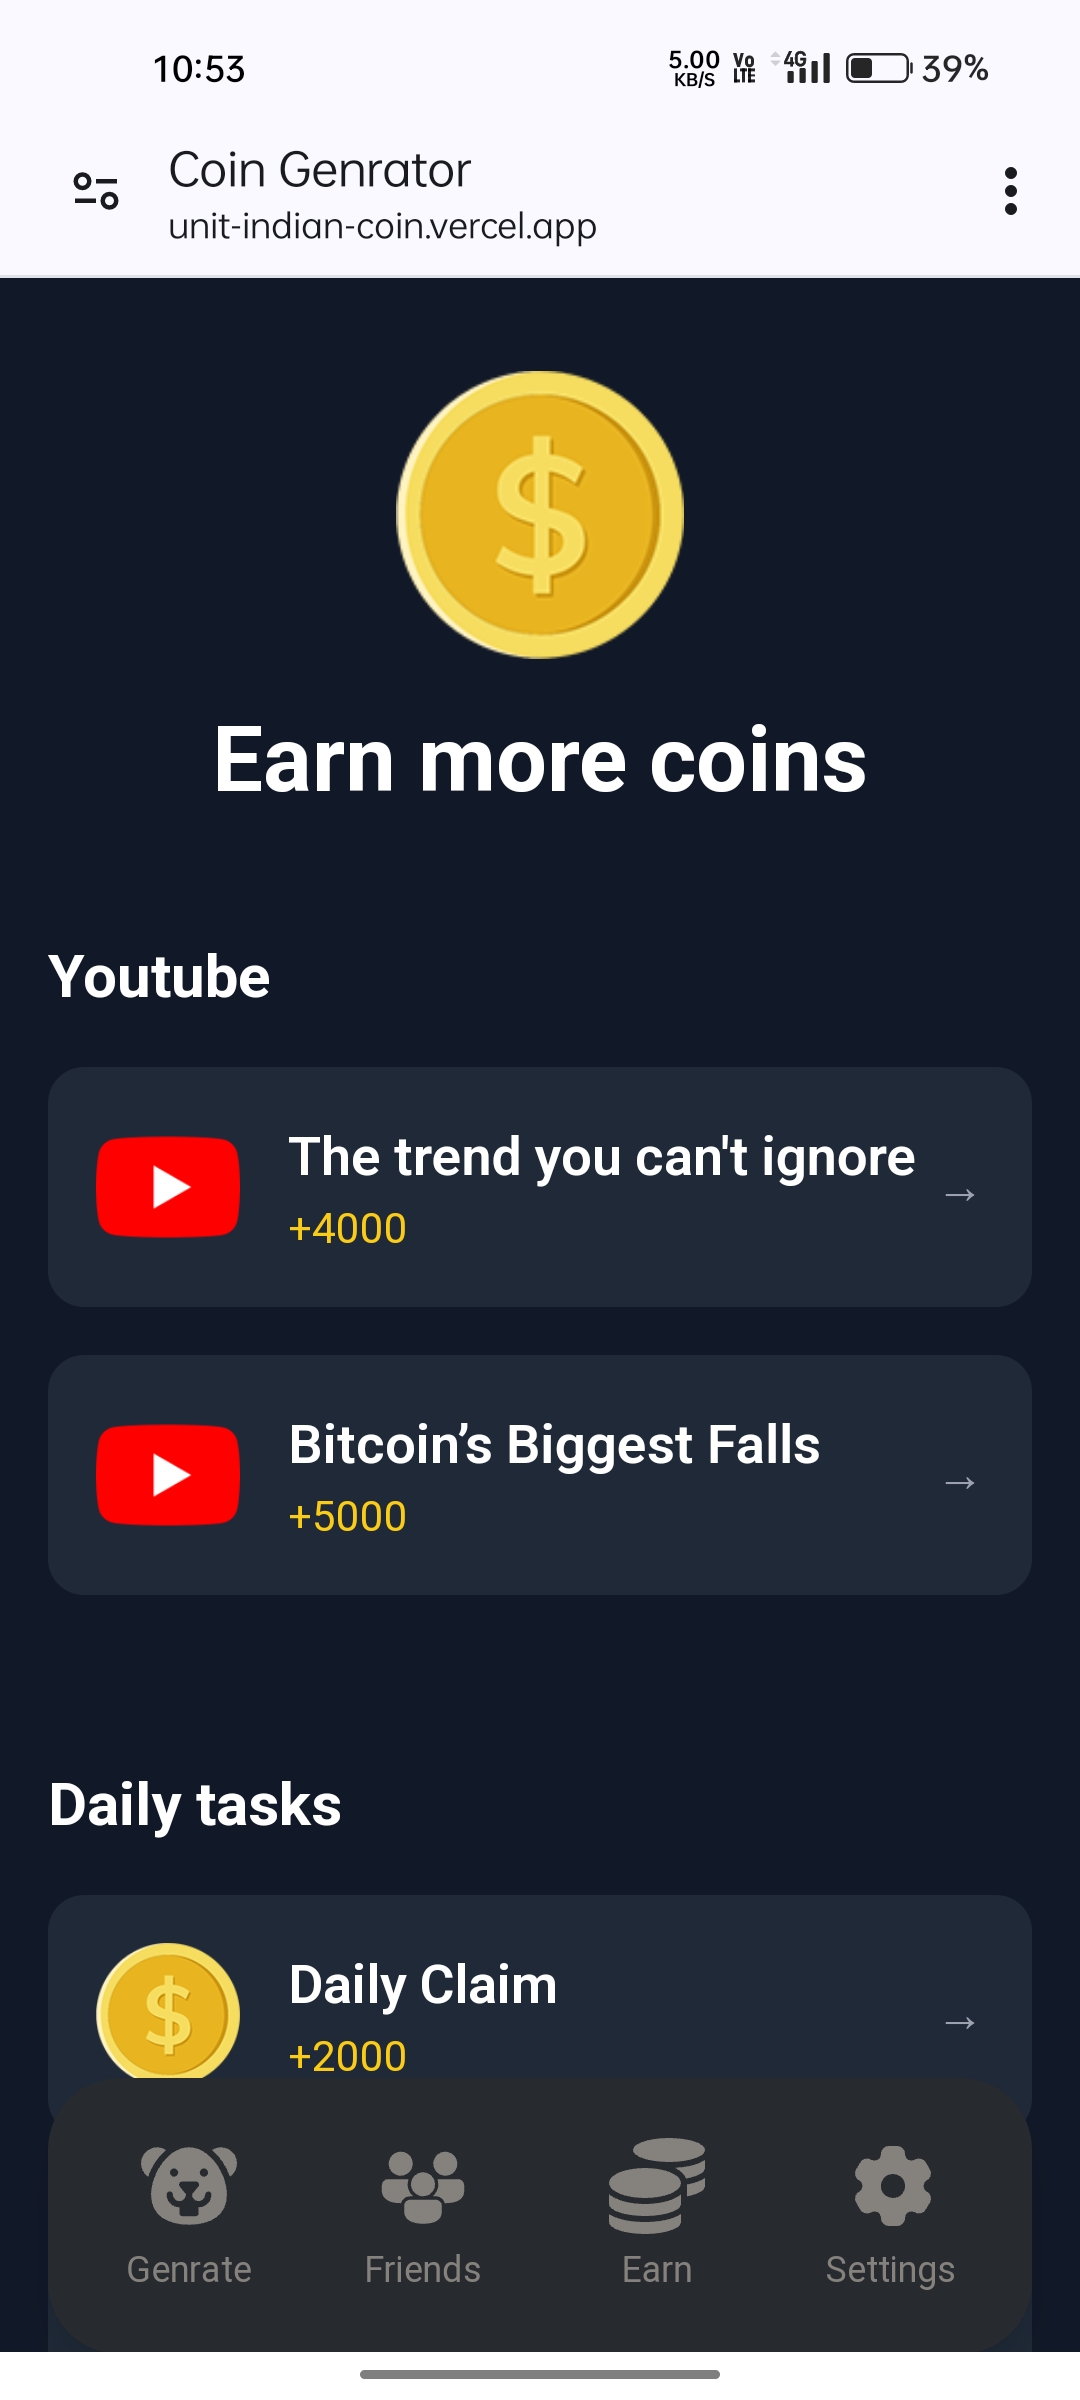 10:53
5.00 KB/S Vo LTE 4G 39%
Coin Genrator
unit-indian-coin.vercel.app
$
Earn more coins
Youtube
The trend you can't ignore
+4000
→
Bitcoin’s Biggest Falls
+5000
→
Daily tasks
$
Daily Claim
+2000
→
Genrate Friends Earn Settings